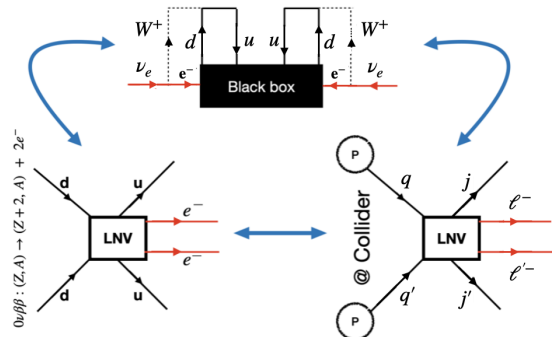 W⁺ d u u d W⁺
νₑ e⁻ Black box e⁻ νₑ
0νββ : (Z, A) → (Z+2, A) + 2e⁻
d u
LNV e⁻
e⁻
d u
@ Collider
P
q j
LNV ℓ⁻
ℓ′⁻
q′ j′
P